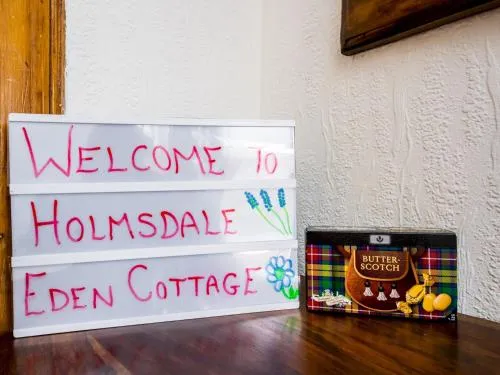 WELCOME TO
HOLMSDALE
EDEN COTTAGE
BUTTER-
SCOTCH